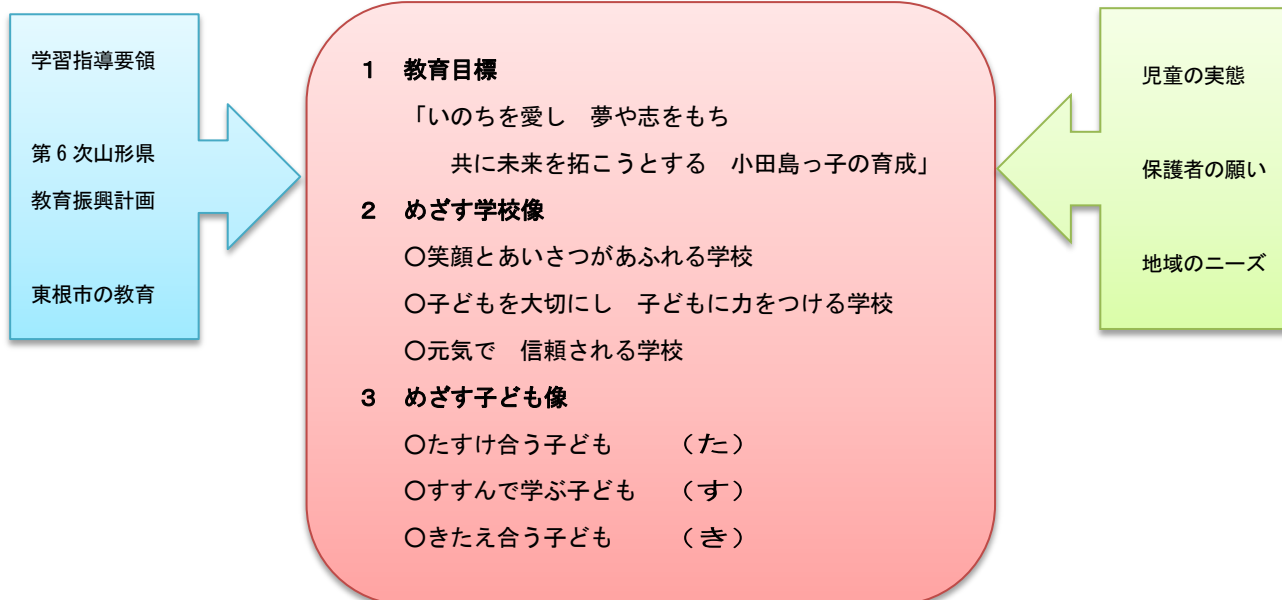 学習指導要領
第6次山形県
教育振興計画
東根市の教育
1 教育目標
「いのちを愛し 夢や志をもち
共に未来を拓こうとする 小田島っ子の育成」
2 めざす学校像
○笑顔とあいさつがあふれる学校
○子どもを大切にし 子どもに力をつける学校
○元気で 信頼される学校
3 めざす子ども像
○たすけ合う子ども (た)
○すすんで学ぶ子ども (す)
○きたえ合う子ども (き)
児童の実態
保護者の願い
地域のニーズ